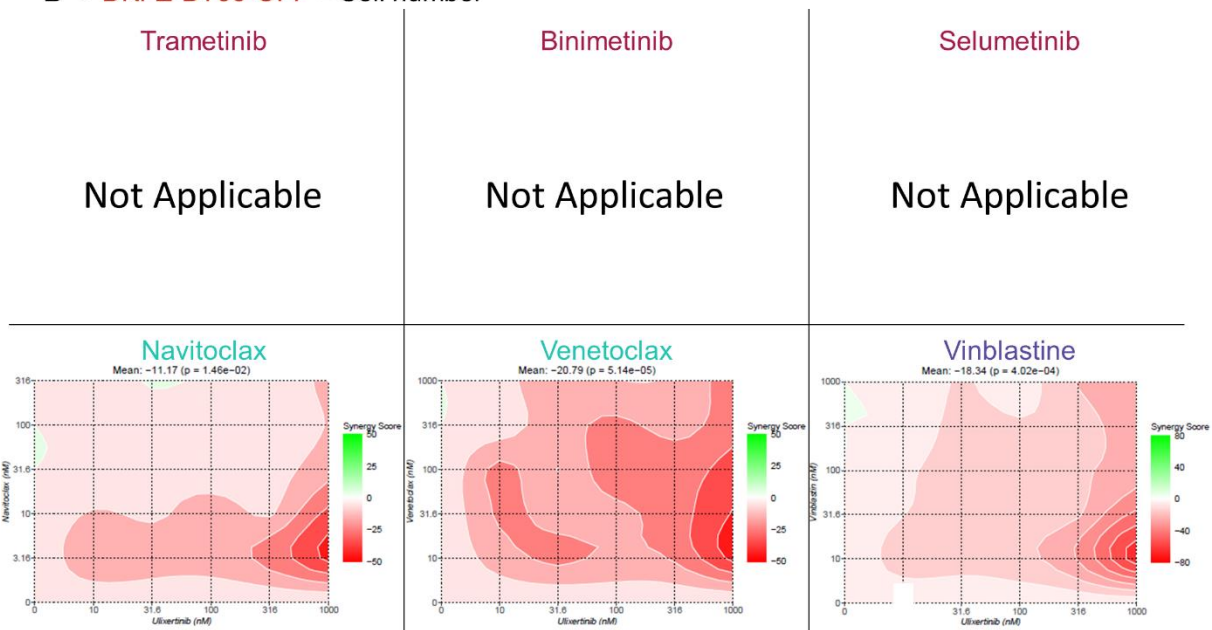 Trametinib
Binimetinib
Selumetinib
Not Applicable
Not Applicable
Not Applicable
Navitoclax
Mean: −11.17 (p = 1.46e−02)
316
100
31.6
10
3.16
0
Navitoclax (nM)
0 10 31.6 100 316 1000
Ulixertinib (nM)
Synergy Score
50
25
0
−25
−50
Venetoclax
Mean: −20.79 (p = 5.14e−05)
1000
316
100
31.6
10
0
Venetoclax (nM)
0 10 31.6 100 316 1000
Ulixertinib (nM)
Synergy Score
50
25
0
−25
−50
Vinblastine
Mean: −18.34 (p = 4.02e−04)
1000
316
100
31.6
10
0
Vinblastin (nM)
0 31.6 100 316 1000
Ulixertinib (nM)
Synergy Score
80
40
0
−40
−80